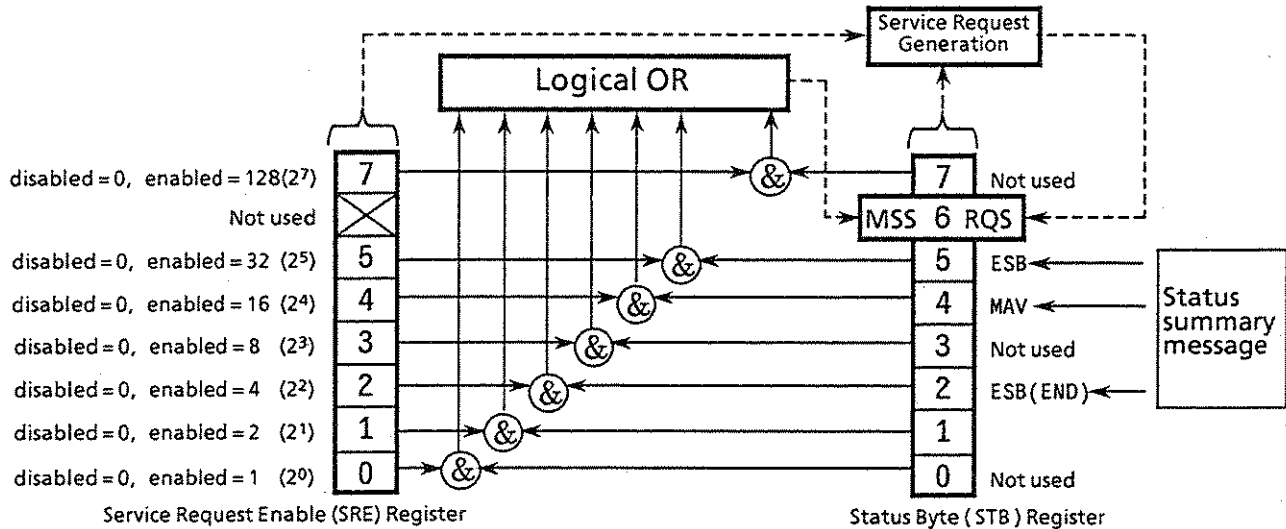 Service Request
Generation
Logical OR
disabled = 0, enabled = 128(2⁷)
7
&
7
Not used
Not used
MSS 6 RQS
disabled = 0, enabled = 32 (2⁵)
5
&
5
ESB
disabled = 0, enabled = 16 (2⁴)
4
&
4
MAV
Status
summary
message
disabled = 0, enabled = 8 (2³)
3
&
3
Not used
disabled = 0, enabled = 4 (2²)
2
&
2
ESB(END)
disabled = 0, enabled = 2 (2¹)
1
&
1
disabled = 0, enabled = 1 (2⁰)
0
&
0
Not used
Service Request Enable (SRE) Register
Status Byte (STB) Register